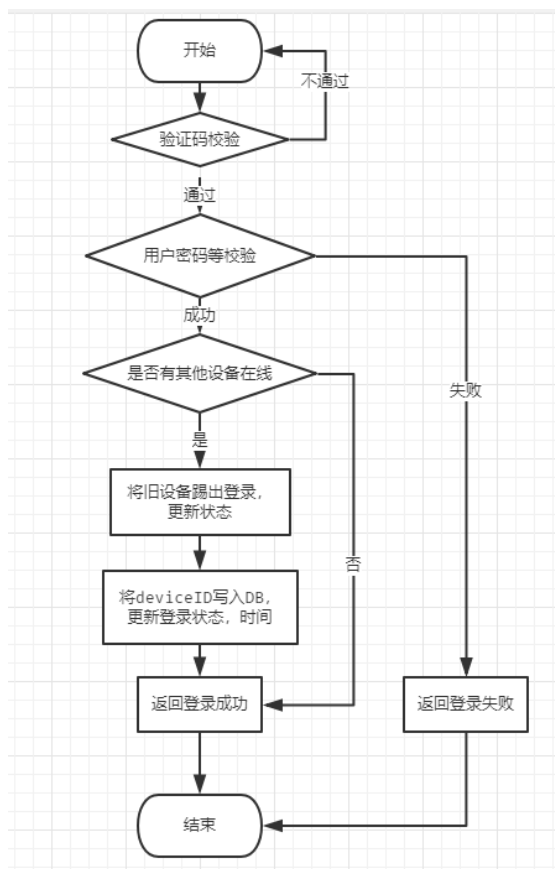 开始
不通过
验证码校验
通过
用户密码等校验
成功
是否有其他设备在线
失败
是
将旧设备踢出登录，
更新状态
否
将deviceID写入DB，
更新登录状态，时间
返回登录成功
返回登录失败
结束